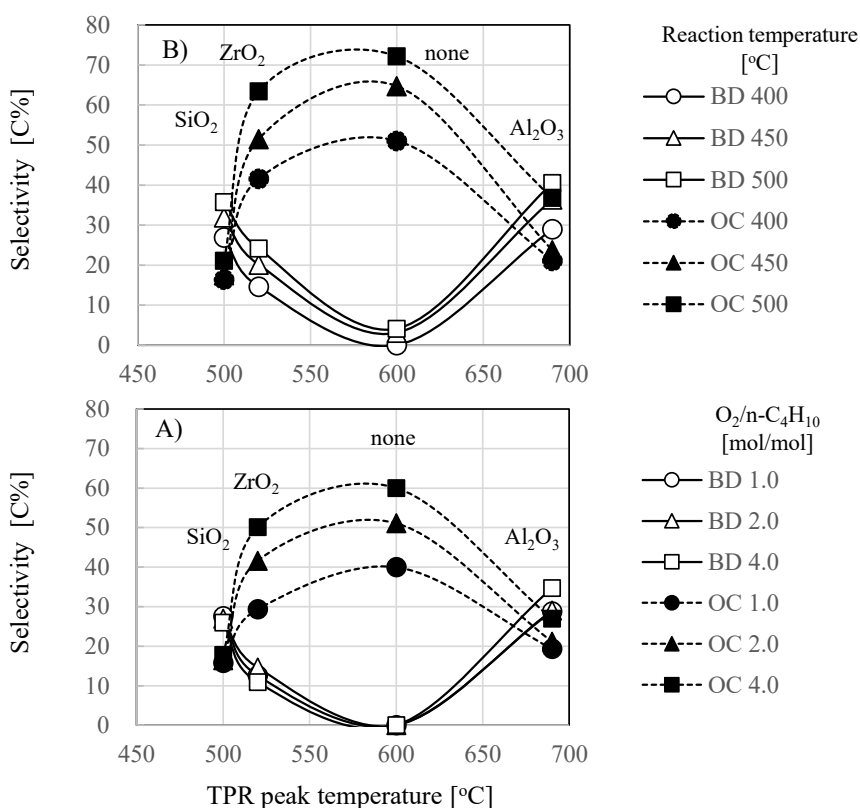 B)
ZrO₂
none
SiO₂
Al₂O₃
Selectivity [C%]
80
70
60
50
40
30
20
10
0
450
500
550
600
650
700
Reaction temperature
[°C]
BD 400
BD 450
BD 500
OC 400
OC 450
OC 500
A)
none
ZrO₂
SiO₂
Al₂O₃
Selectivity [C%]
80
70
60
50
40
30
20
10
0
450
500
550
600
650
700
TPR peak temperature [°C]
O₂/n-C₄H₁₀
[mol/mol]
BD 1.0
BD 2.0
BD 4.0
OC 1.0
OC 2.0
OC 4.0